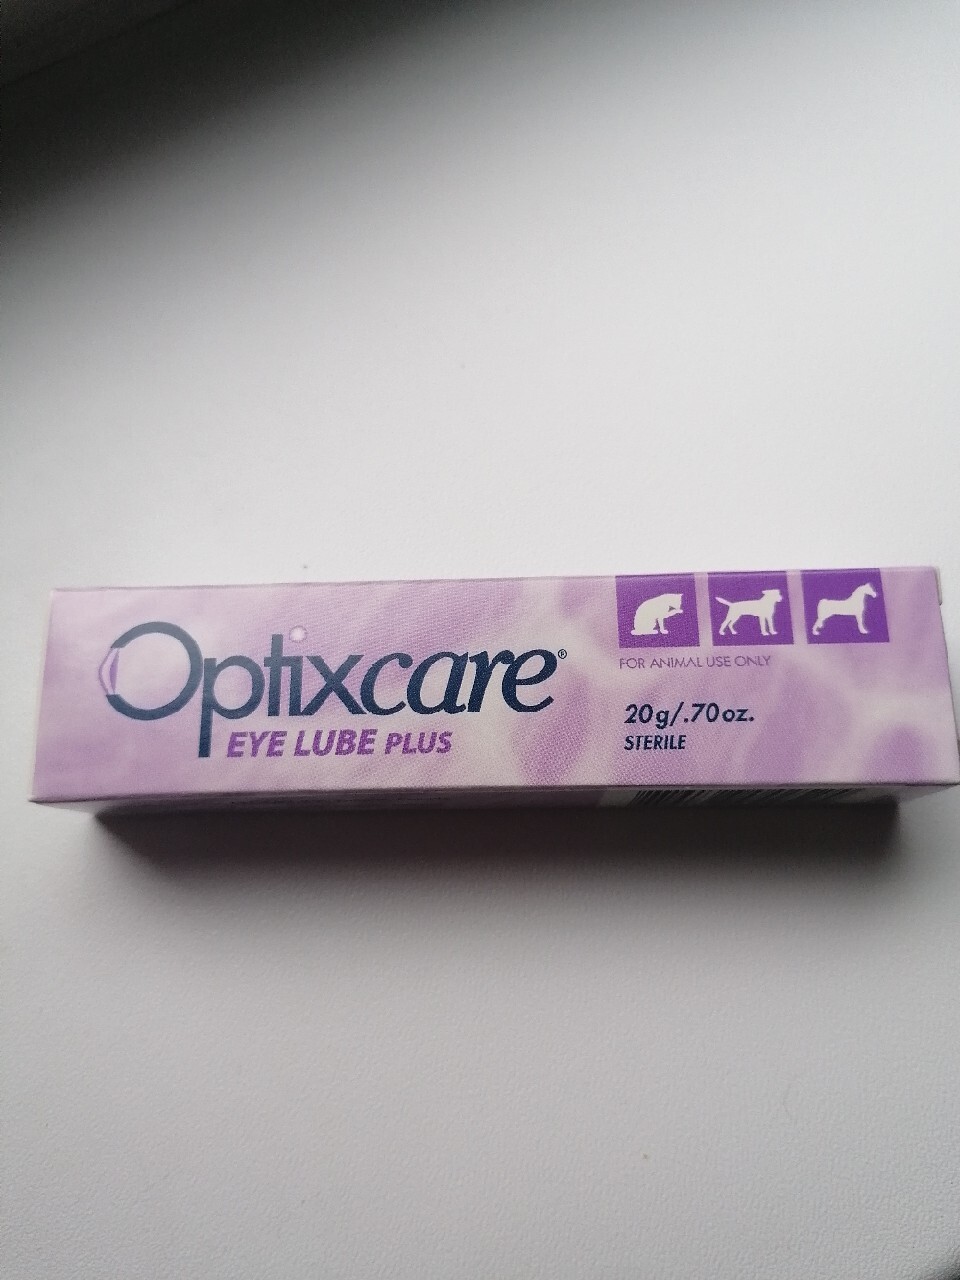 Optixcare®
EYE LUBE PLUS
FOR ANIMAL USE ONLY
20g/.70oz.
STERILE